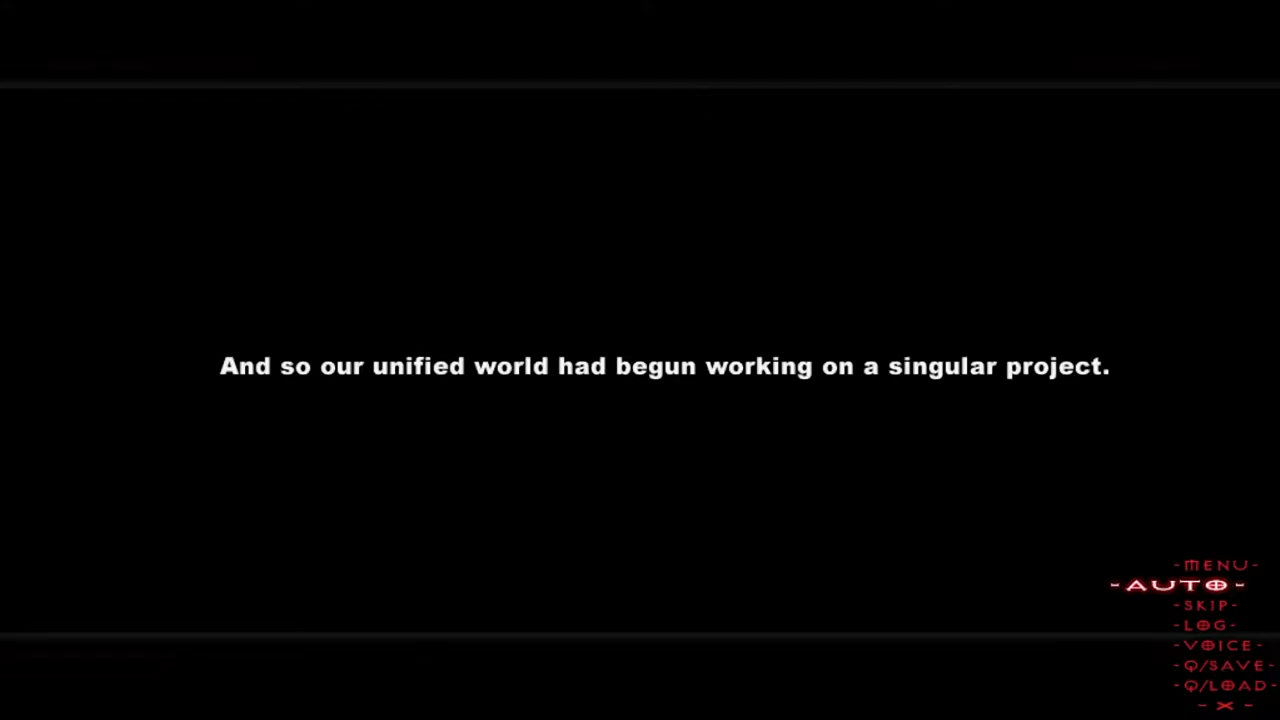 And so our unified world had begun working on a singular project.
-MENU-
-AUTO-
-SKIP-
-LOG-
-VOICE-
-Q/SAVE-
-Q/LOAD-
-X-